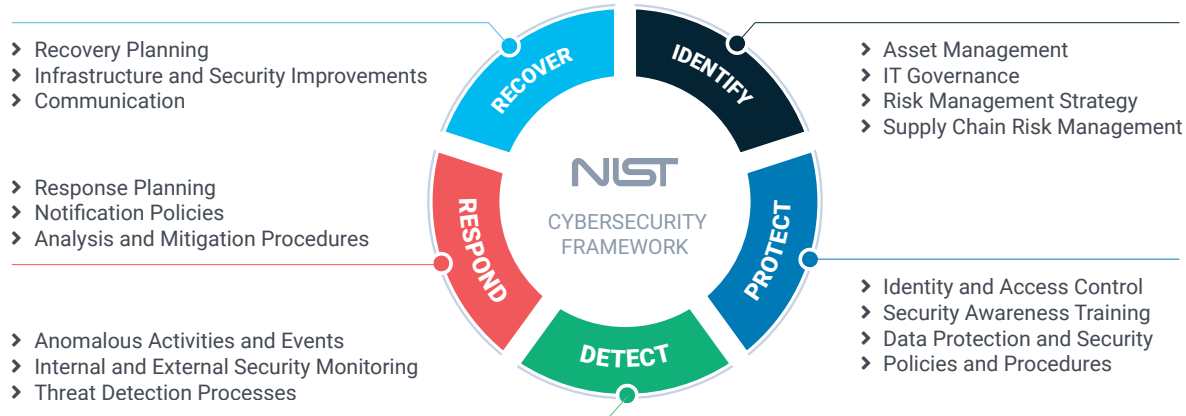 RECOVER
IDENTIFY
PROTECT
DETECT
RESPOND
NIST
CYBERSECURITY
FRAMEWORK
Recovery Planning
Infrastructure and Security Improvements
Communication
Response Planning
Notification Policies
Analysis and Mitigation Procedures
Anomalous Activities and Events
Internal and External Security Monitoring
Threat Detection Processes
Asset Management
IT Governance
Risk Management Strategy
Supply Chain Risk Management
Identity and Access Control
Security Awareness Training
Data Protection and Security
Policies and Procedures